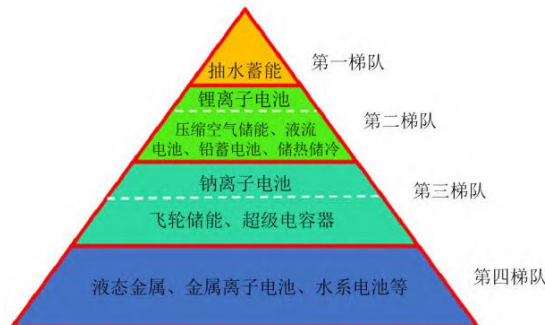 抽水蓄能
第一梯队
锂离子电池
压缩空气储能、液流
电池、铅蓄电池、储热储冷
第二梯队
钠离子电池
飞轮储能、超级电容器
第三梯队
液态金属、金属离子电池、水系电池等
第四梯队